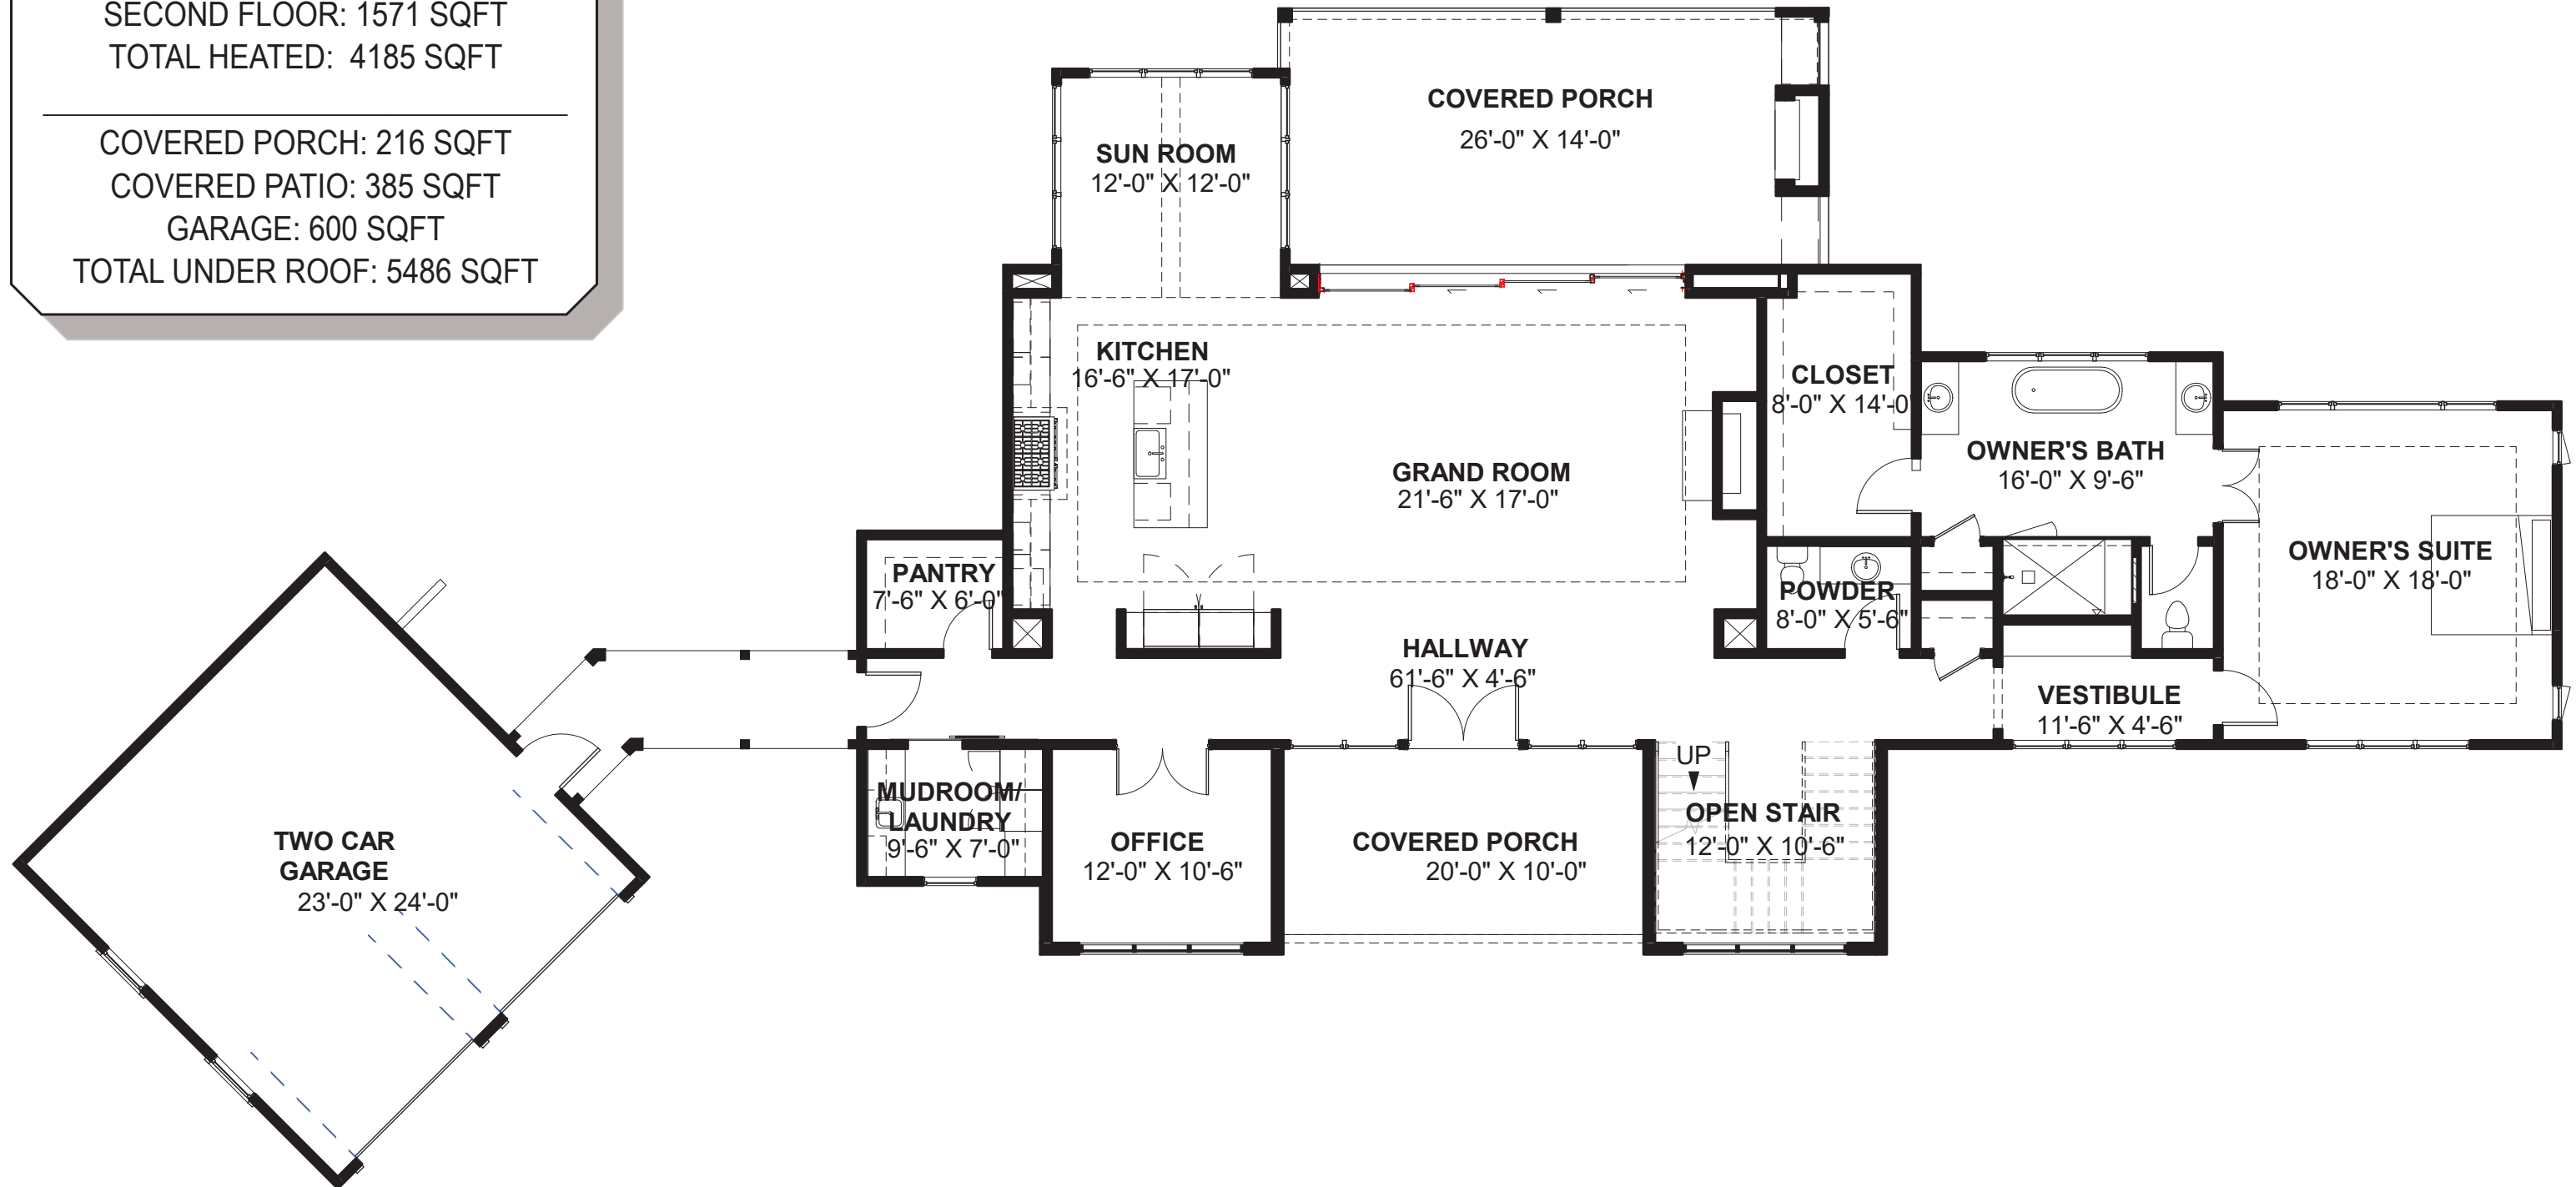 SECOND FLOOR: 1571 SQFT
TOTAL HEATED: 4185 SQFT
COVERED PORCH: 216 SQFT
COVERED PATIO: 385 SQFT
GARAGE: 600 SQFT
TOTAL UNDER ROOF: 5486 SQFT
COVERED PORCH
26'-0" X 14'-0"
SUN ROOM
12'-0" X 12'-0"
KITCHEN
16'-6" X 17'-0"
GRAND ROOM
21'-6" X 17'-0"
CLOSET
8'-0" X 14'-0"
OWNER'S BATH
16'-0" X 9'-6"
OWNER'S SUITE
18'-0" X 18'-0"
PANTRY
7'-6" X 6'-0"
POWDER
8'-0" X 5'-6"
HALLWAY
61'-6" X 4'-6"
VESTIBULE
11'-6" X 4'-6"
UP
MUDROOM/
LAUNDRY
9'-6" X 7'-0"
OFFICE
12'-0" X 10'-6"
COVERED PORCH
20'-0" X 10'-0"
OPEN STAIR
12'-0" X 10'-6"
TWO CAR
GARAGE
23'-0" X 24'-0"